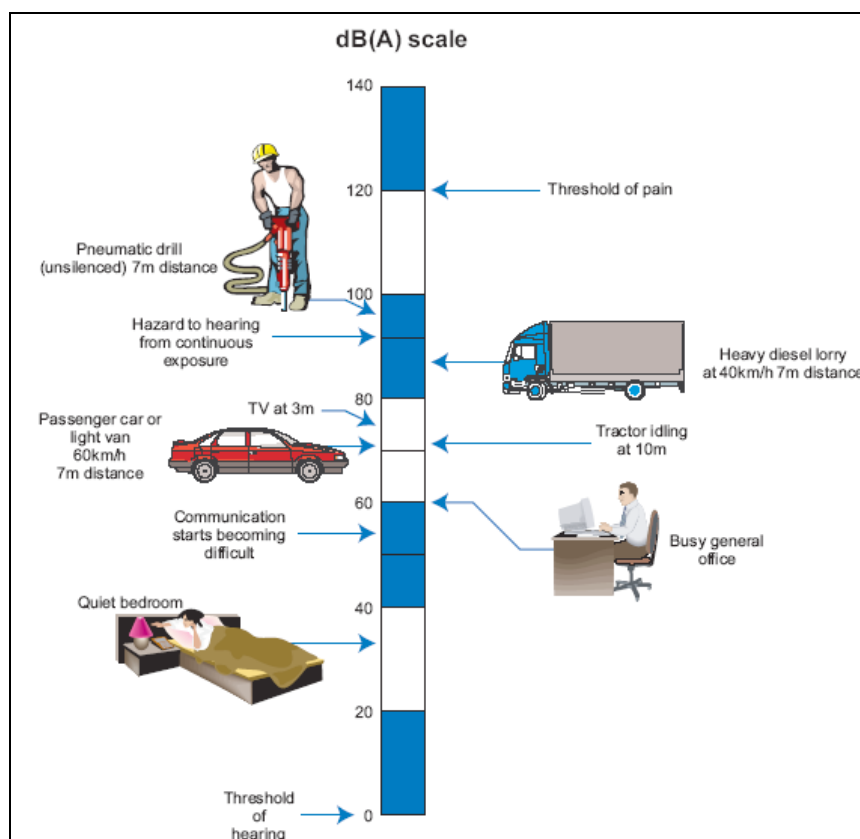 dB(A) scale
140
120
Threshold of pain
Pneumatic drill
(unsilenced) 7m distance
100
Hazard to hearing
from continuous
exposure
Heavy diesel lorry
at 40km/h 7m distance
80
TV at 3m
Passenger car or
light van
60km/h
7m distance
Tractor idling
at 10m
60
Communication
starts becoming
difficult
Busy general
office
Quiet bedroom
40
20
Threshold
of
hearing
0